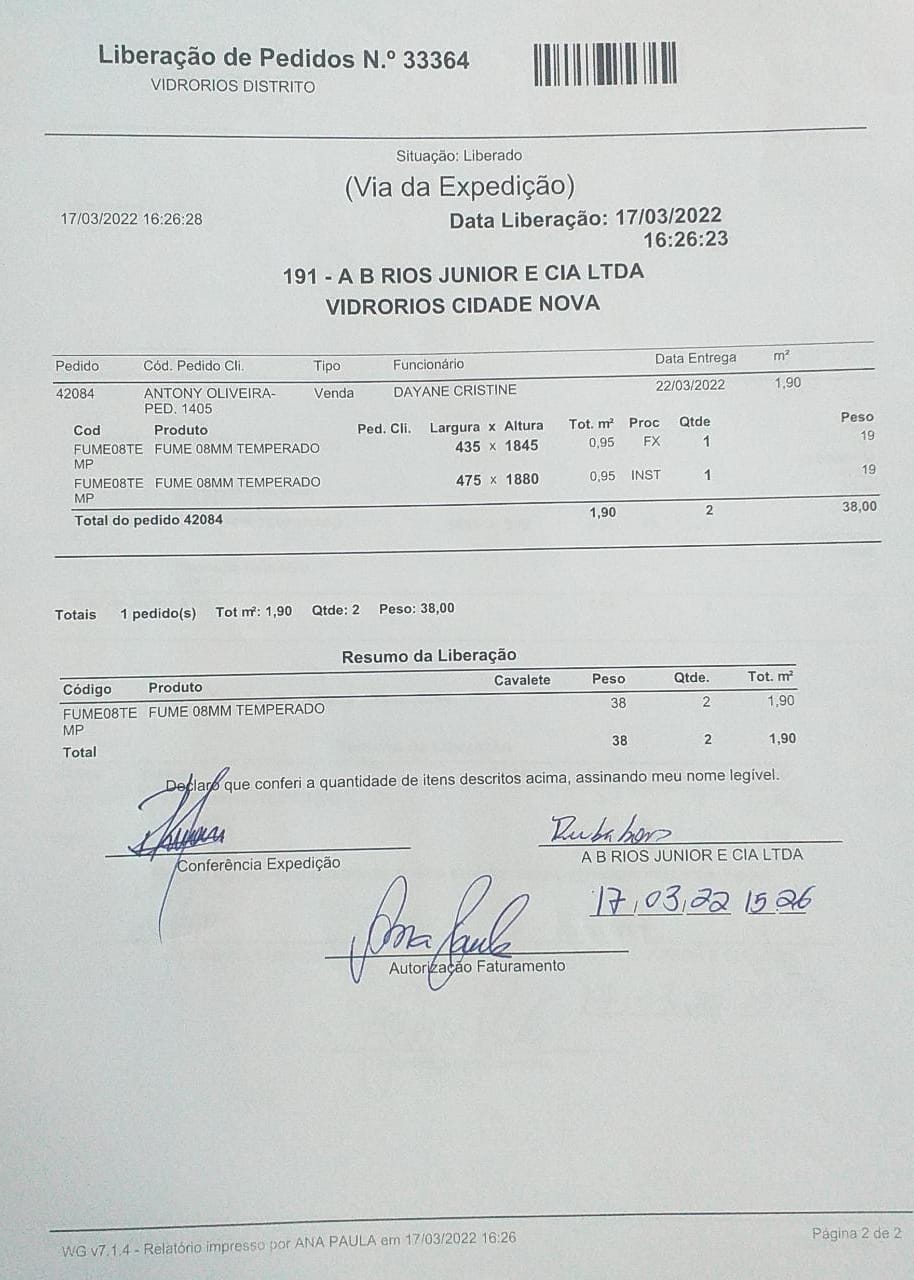 Liberação de Pedidos N.º 33364
VIDRORIOS DISTRITO
Situação: Liberado
(Via da Expedição)
17/03/2022 16:26:28
Data Liberação: 17/03/2022
16:26:23
191 - A B RIOS JUNIOR E CIA LTDA
VIDRORIOS CIDADE NOVA
Pedido Cód. Pedido Cli. Tipo Funcionário Data Entrega m²
42084 ANTONY OLIVEIRA- Venda DAYANE CRISTINE 22/03/2022 1,90
PED. 1405
Cod Produto Ped. Cli. Largura x Altura Tot. m² Proc Qtde Peso
FUME08TE FUME 08MM TEMPERADO 435 x 1845 0,95 FX 1 19
MP
FUME08TE FUME 08MM TEMPERADO 475 x 1880 0,95 INST 1 19
MP
Total do pedido 42084 1,90 2 38,00
Totais 1 pedido(s) Tot m²: 1,90 Qtde: 2 Peso: 38,00
Resumo da Liberação
Código Produto Cavalete Peso Qtde. Tot. m²
FUME08TE FUME 08MM TEMPERADO 38 2 1,90
MP
Total 38 2 1,90
Declaro que conferi a quantidade de itens descritos acima, assinando meu nome legível.
Conferência Expedição
A B RIOS JUNIOR E CIA LTDA
17,03,22 15 26
Ana Paula
Autorização Faturamento
WG v7.1.4 - Relatório impresso por ANA PAULA em 17/03/2022 16:26
Página 2 de 2